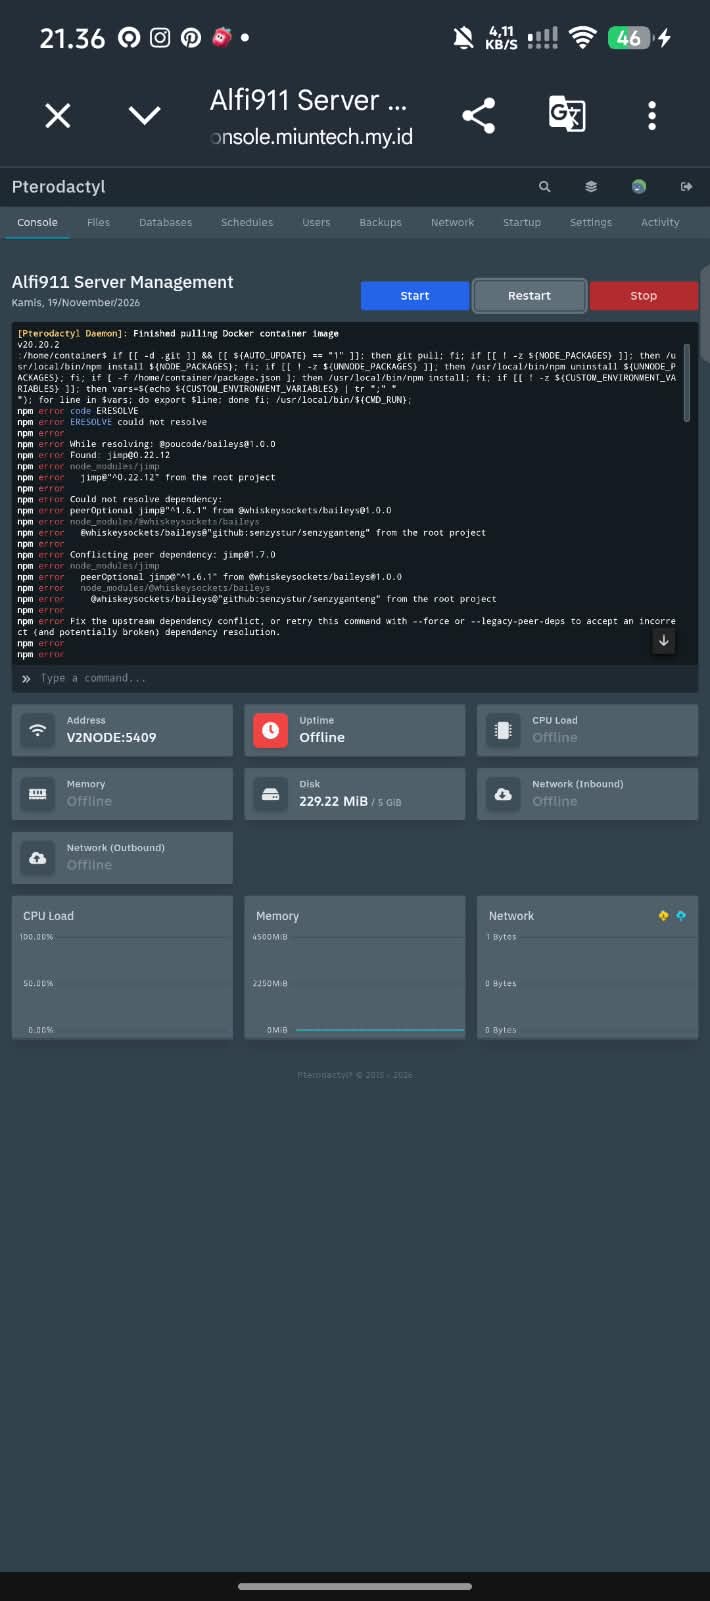 21.36
4,11
KB/S
46
Alfi911 Server ...
onsole.miuntech.my.id
Pterodactyl
Console Files Databases Schedules Users Backups Network Startup Settings Activity
Alfi911 Server Management
Kamis, 19/November/2026
Start Restart Stop
[Pterodactyl Daemon]: Finished pulling Docker container image
v20.20.2
:/home/container$ if [[ -d .git ]] && [[ ${AUTO_UPDATE} == "1" ]]; then git pull; fi; if [[ ! -z ${NODE_PACKAGES} ]]; then /u
sr/local/bin/npm install ${NODE_PACKAGES}; fi; if [[ ! -z ${UNNODE_PACKAGES} ]]; then /usr/local/bin/npm uninstall ${UNNODE_P
ACKAGES}; fi; if [ -f /home/container/package.json ]; then /usr/local/bin/npm install; fi; if [[ ! -z ${CUSTOM_ENVIRONMENT_VA
RIABLES} ]]; then vars=$(echo ${CUSTOM_ENVIRONMENT_VARIABLES} | tr ";" "
"); for line in $vars; do export $line; done fi; /usr/local/bin/${CMD_RUN};
npm error code ERESOLVE
npm error ERESOLVE could not resolve
npm error
npm error While resolving: @poucode/baileys@1.0.0
npm error Found: jimp@0.22.12
npm error node_modules/jimp
npm error jimp@"^0.22.12" from the root project
npm error
npm error Could not resolve dependency:
npm error peerOptional jimp@"^1.6.1" from @whiskeysockets/baileys@1.0.0
npm error node_modules/@whiskeysockets/baileys
npm error @whiskeysockets/baileys@"github:senzystur/senzyganteng" from the root project
npm error
npm error Conflicting peer dependency: jimp@1.7.0
npm error node_modules/jimp
npm error peerOptional jimp@"^1.6.1" from @whiskeysockets/baileys@1.0.0
npm error node_modules/@whiskeysockets/baileys
npm error @whiskeysockets/baileys@"github:senzystur/senzyganteng" from the root project
npm error
npm error Fix the upstream dependency conflict, or retry this command with --force or --legacy-peer-deps to accept an incorre
ct (and potentially broken) dependency resolution.
npm error
npm error
» Type a command...
Address
V2NODE:5409
Uptime
Offline
CPU Load
Offline
Memory
Offline
Disk
229.22 MiB / 5 GiB
Network (Inbound)
Offline
Network (Outbound)
Offline
CPU Load
100.00%
50.00%
0.00%
Memory
4500MiB
2250MiB
0MiB
Network
1 Bytes
0 Bytes
0 Bytes
Pterodactyl® © 2015 - 2026